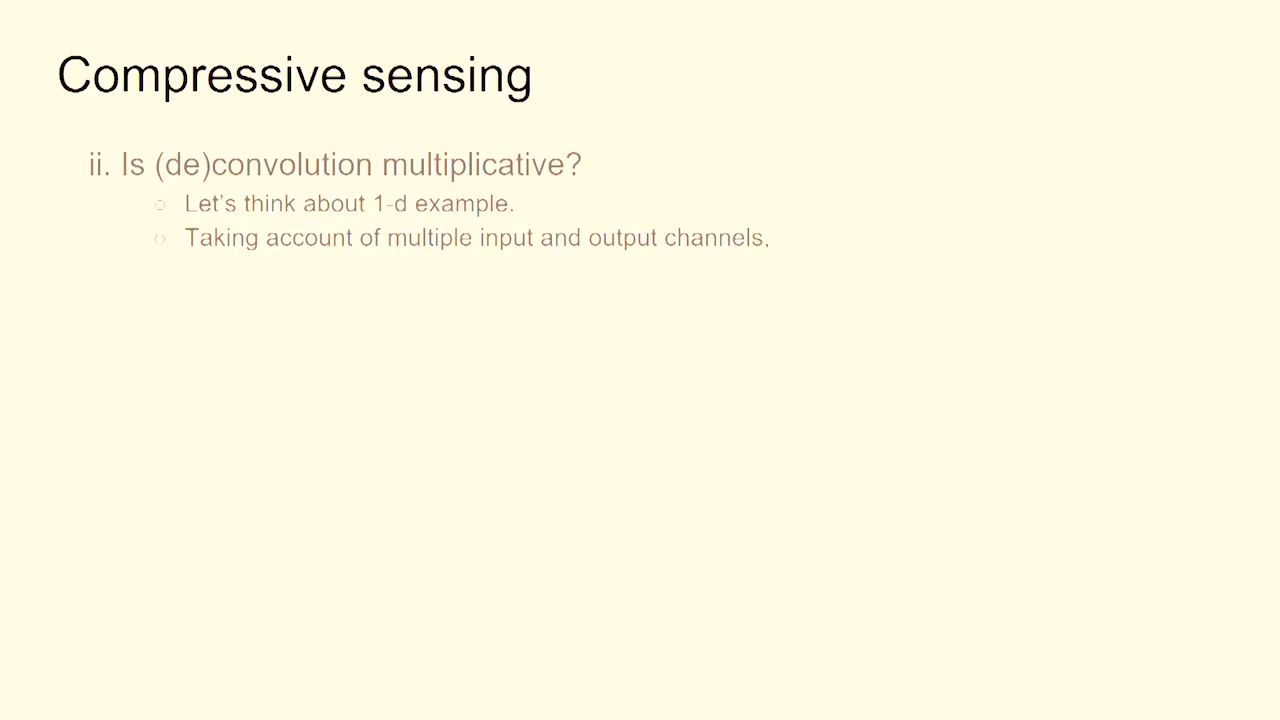 Compressive sensing
ii. Is (de)convolution multiplicative?
○ Let's think about 1-d example.
○ Taking account of multiple input and output channels,